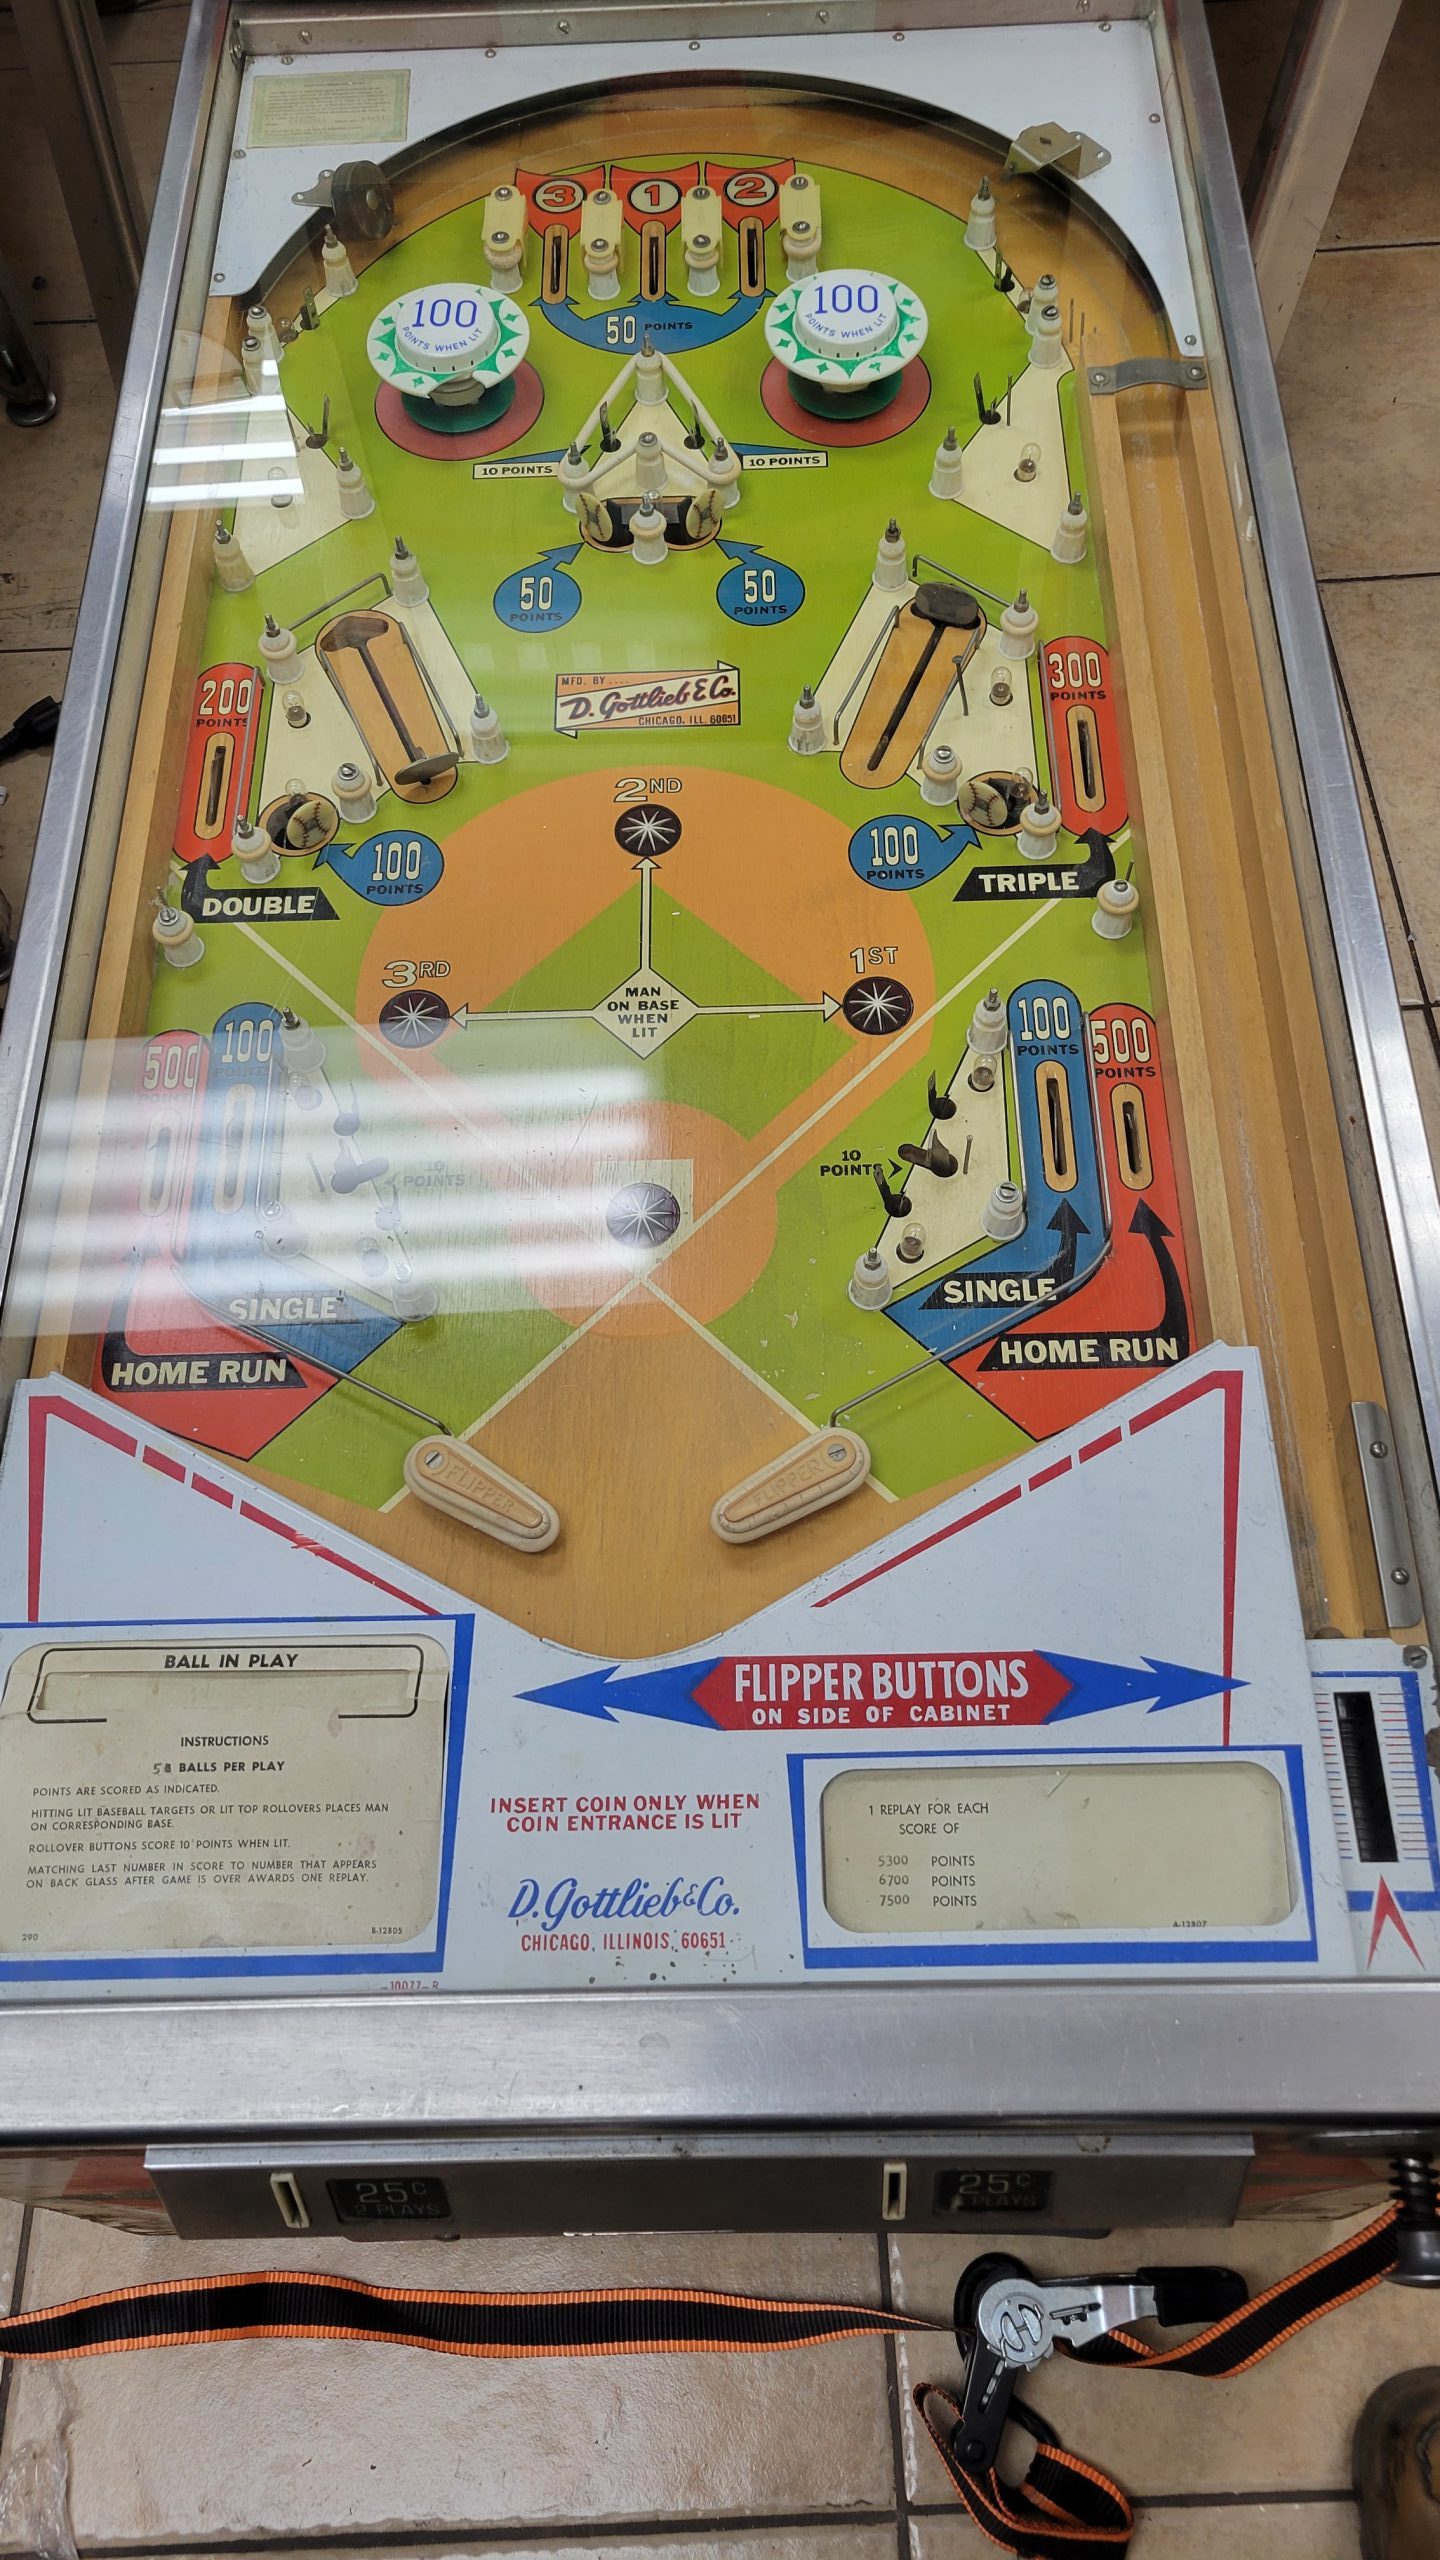 3
1
2
100
POINTS WHEN LIT
100
POINTS WHEN LIT
50 POINTS
10 POINTS
10 POINTS
50
POINTS
50
POINTS
MFD. BY....
D. Gottlieb & Co.
CHICAGO, ILL. 60651
200
POINTS
300
POINTS
2ND
100
POINTS
100
POINTS
DOUBLE
TRIPLE
3RD
1ST
MAN
ON BASE
WHEN
LIT
500
POINTS
100
POINTS
100
POINTS
500
POINTS
10
POINTS
10
POINTS
SINGLE
SINGLE
HOME RUN
HOME RUN
FLIPPER
FLIPPER
BALL IN PLAY
INSTRUCTIONS
BALLS PER PLAY
POINTS ARE SCORED AS INDICATED.
HITTING LIT BASEBALL TARGETS OR LIT TOP ROLLOVERS PLACES MAN
ON CORRESPONDING BASE.
ROLLOVER BUTTONS SCORE 10 POINTS WHEN LIT.
MATCHING LAST NUMBER IN SCORE TO NUMBER THAT APPEARS
ON BACK GLASS AFTER GAME IS OVER AWARDS ONE REPLAY.
290
B-12805
FLIPPER BUTTONS
ON SIDE OF CABINET
INSERT COIN ONLY WHEN
COIN ENTRANCE IS LIT
D. Gottlieb & Co.
CHICAGO, ILLINOIS, 60651
1 REPLAY FOR EACH
SCORE OF
5300 POINTS
6700 POINTS
7500 POINTS
A-12807
25¢
PLAYS
25¢
PLAYS